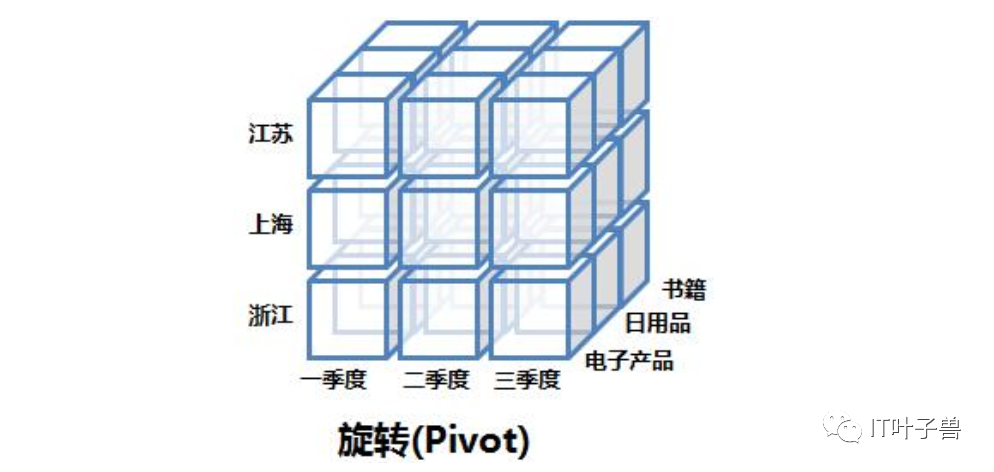 江苏
上海
浙江
书籍
日用品
电子产品
一季度 二季度 三季度
旋转(Pivot)
IT叶子兽